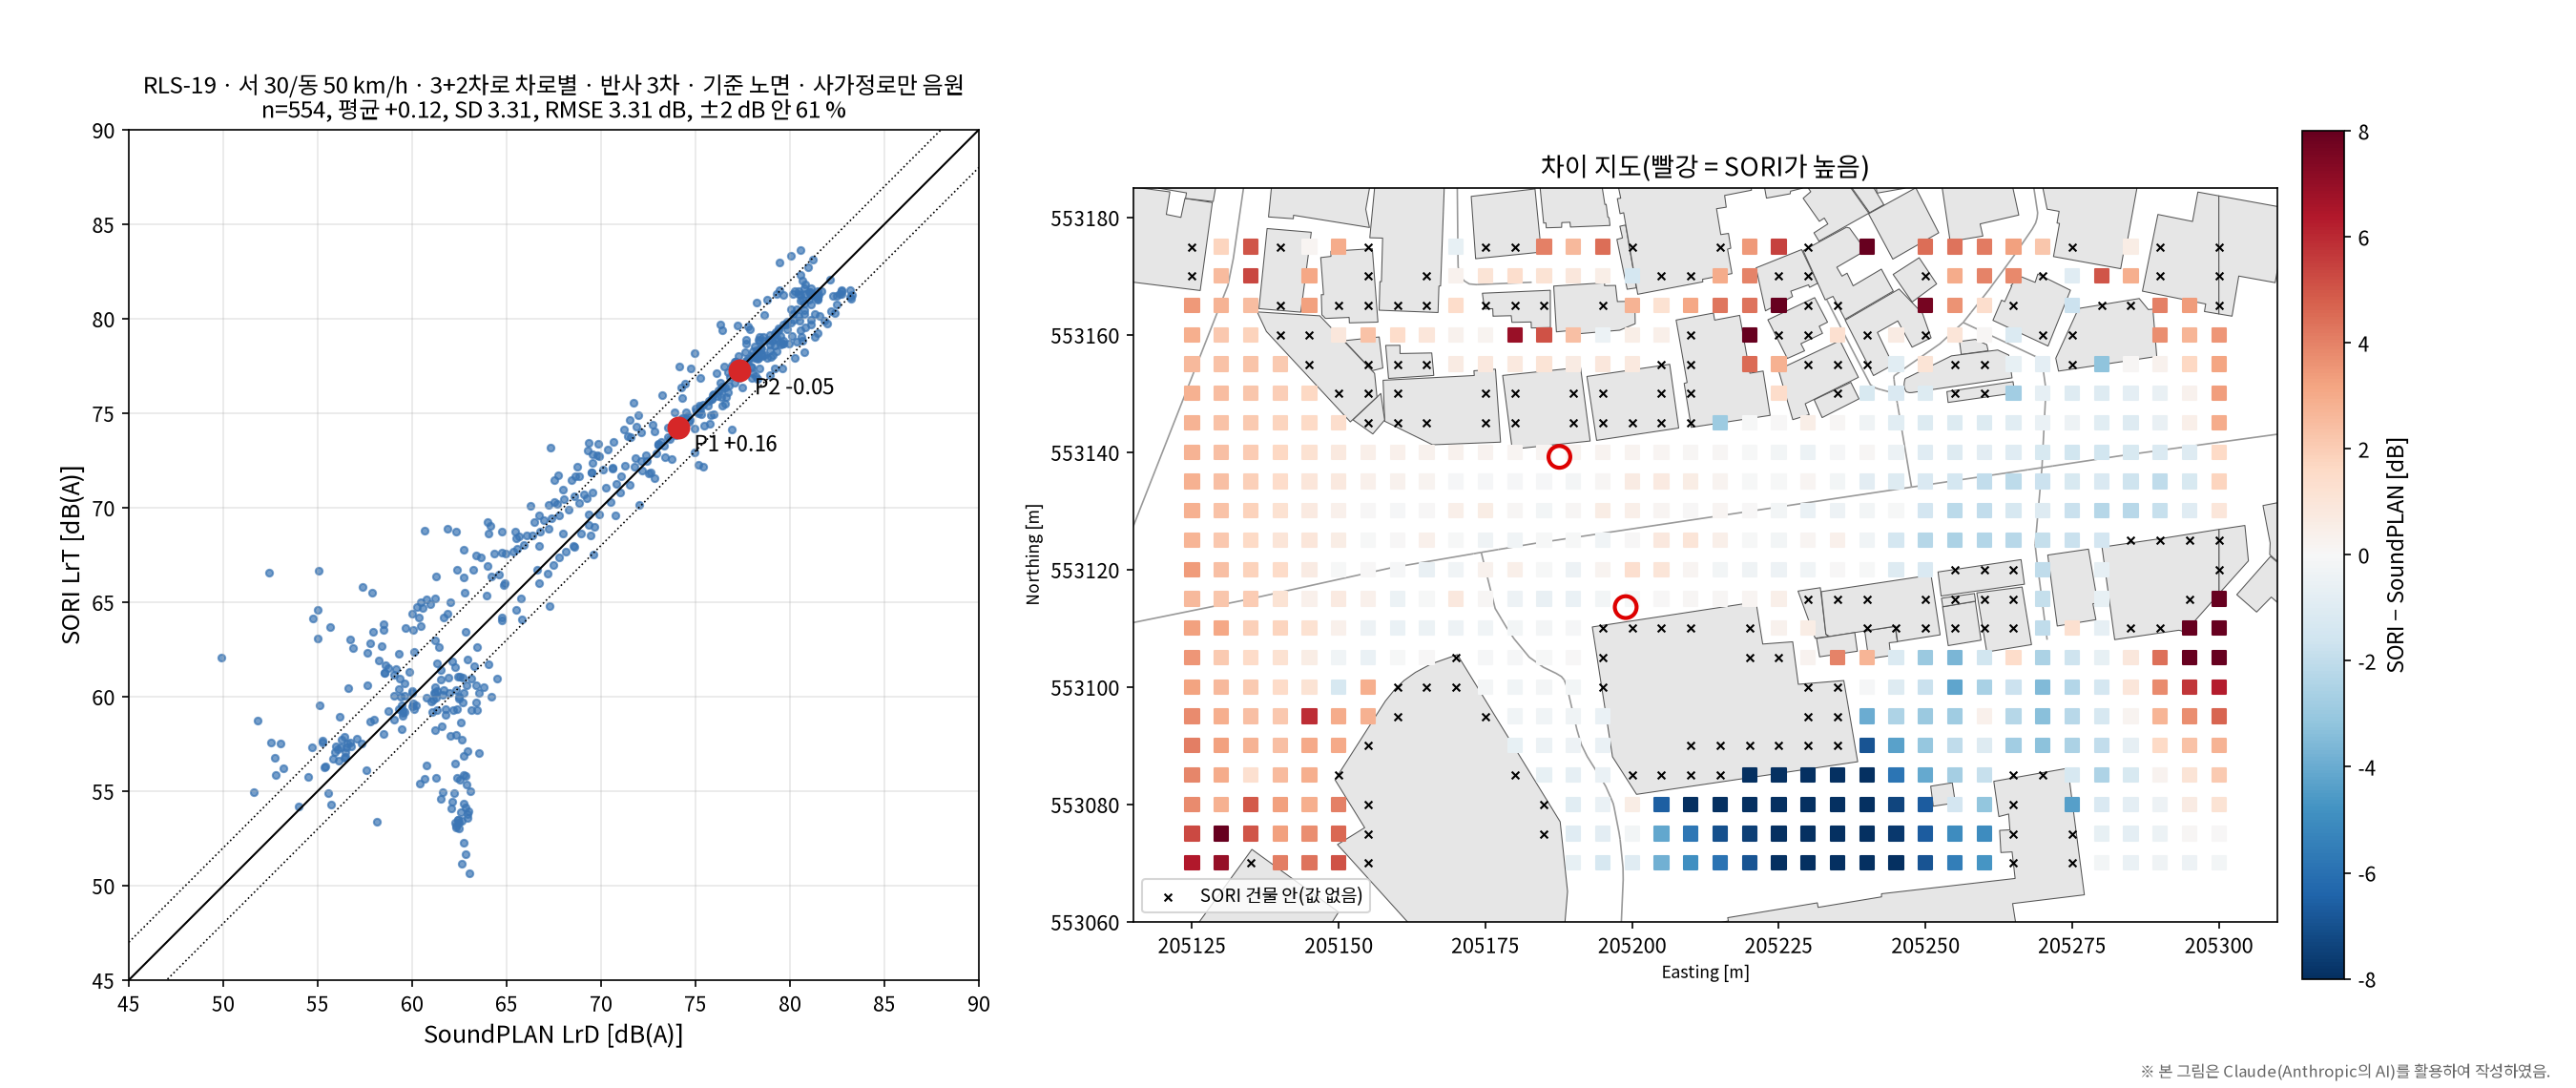 RLS-19 · 서 30/동 50 km/h · 3+2차로 차로별 · 반사 3차 · 기준 노면 · 사가정로만 음원
n=554, 평균 +0.12, SD 3.31, RMSE 3.31 dB, ±2 dB 안 61 %
90
85
80
75
70
65
60
55
50
45
SORI LrT [dB(A)]
P2 -0.05
P1 +0.16
45 50 55 60 65 70 75 80 85 90
SoundPLAN LrD [dB(A)]
차이 지도(빨강 = SORI가 높음)
553180
553160
553140
553120
553100
553080
553060
Northing [m]
SORI 건물 안(값 없음)
205125 205150 205175 205200 205225 205250 205275 205300
Easting [m]
8
6
4
2
0
-2
-4
-6
-8
SORI − SoundPLAN [dB]
※ 본 그림은 Claude(Anthropic의 AI)를 활용하여 작성하였음.